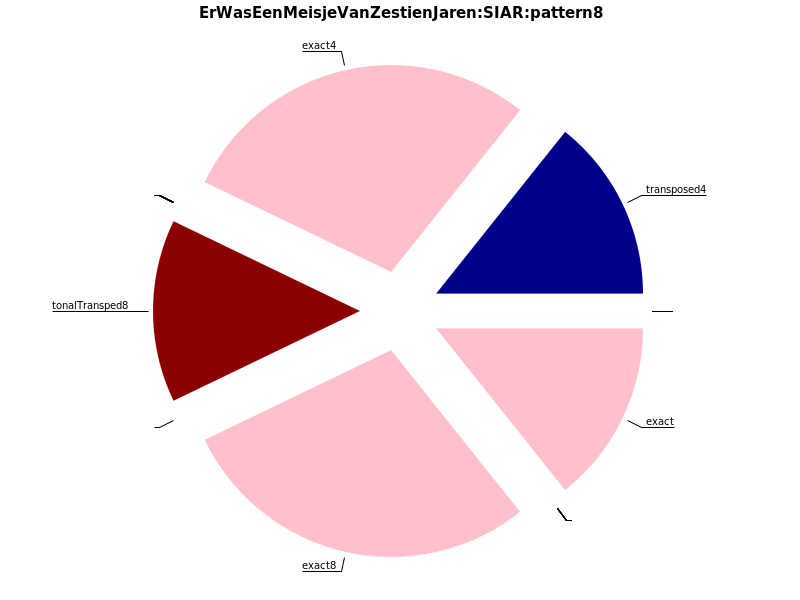 ErWasEenMeisjeVanZestienJaren:SIAR:pattern8
exact4
transposed4
tonalTransped8
exact
exact8